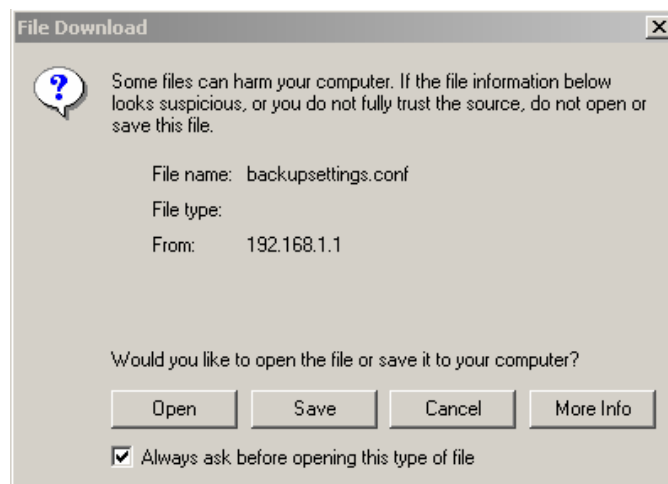 File Download
Some files can harm your computer. If the file information below
looks suspicious, or you do not fully trust the source, do not open or
save this file.
File name: backupsettings.conf
File type:
From: 192.168.1.1
Would you like to open the file or save it to your computer?
Open Save Cancel More Info
Always ask before opening this type of file